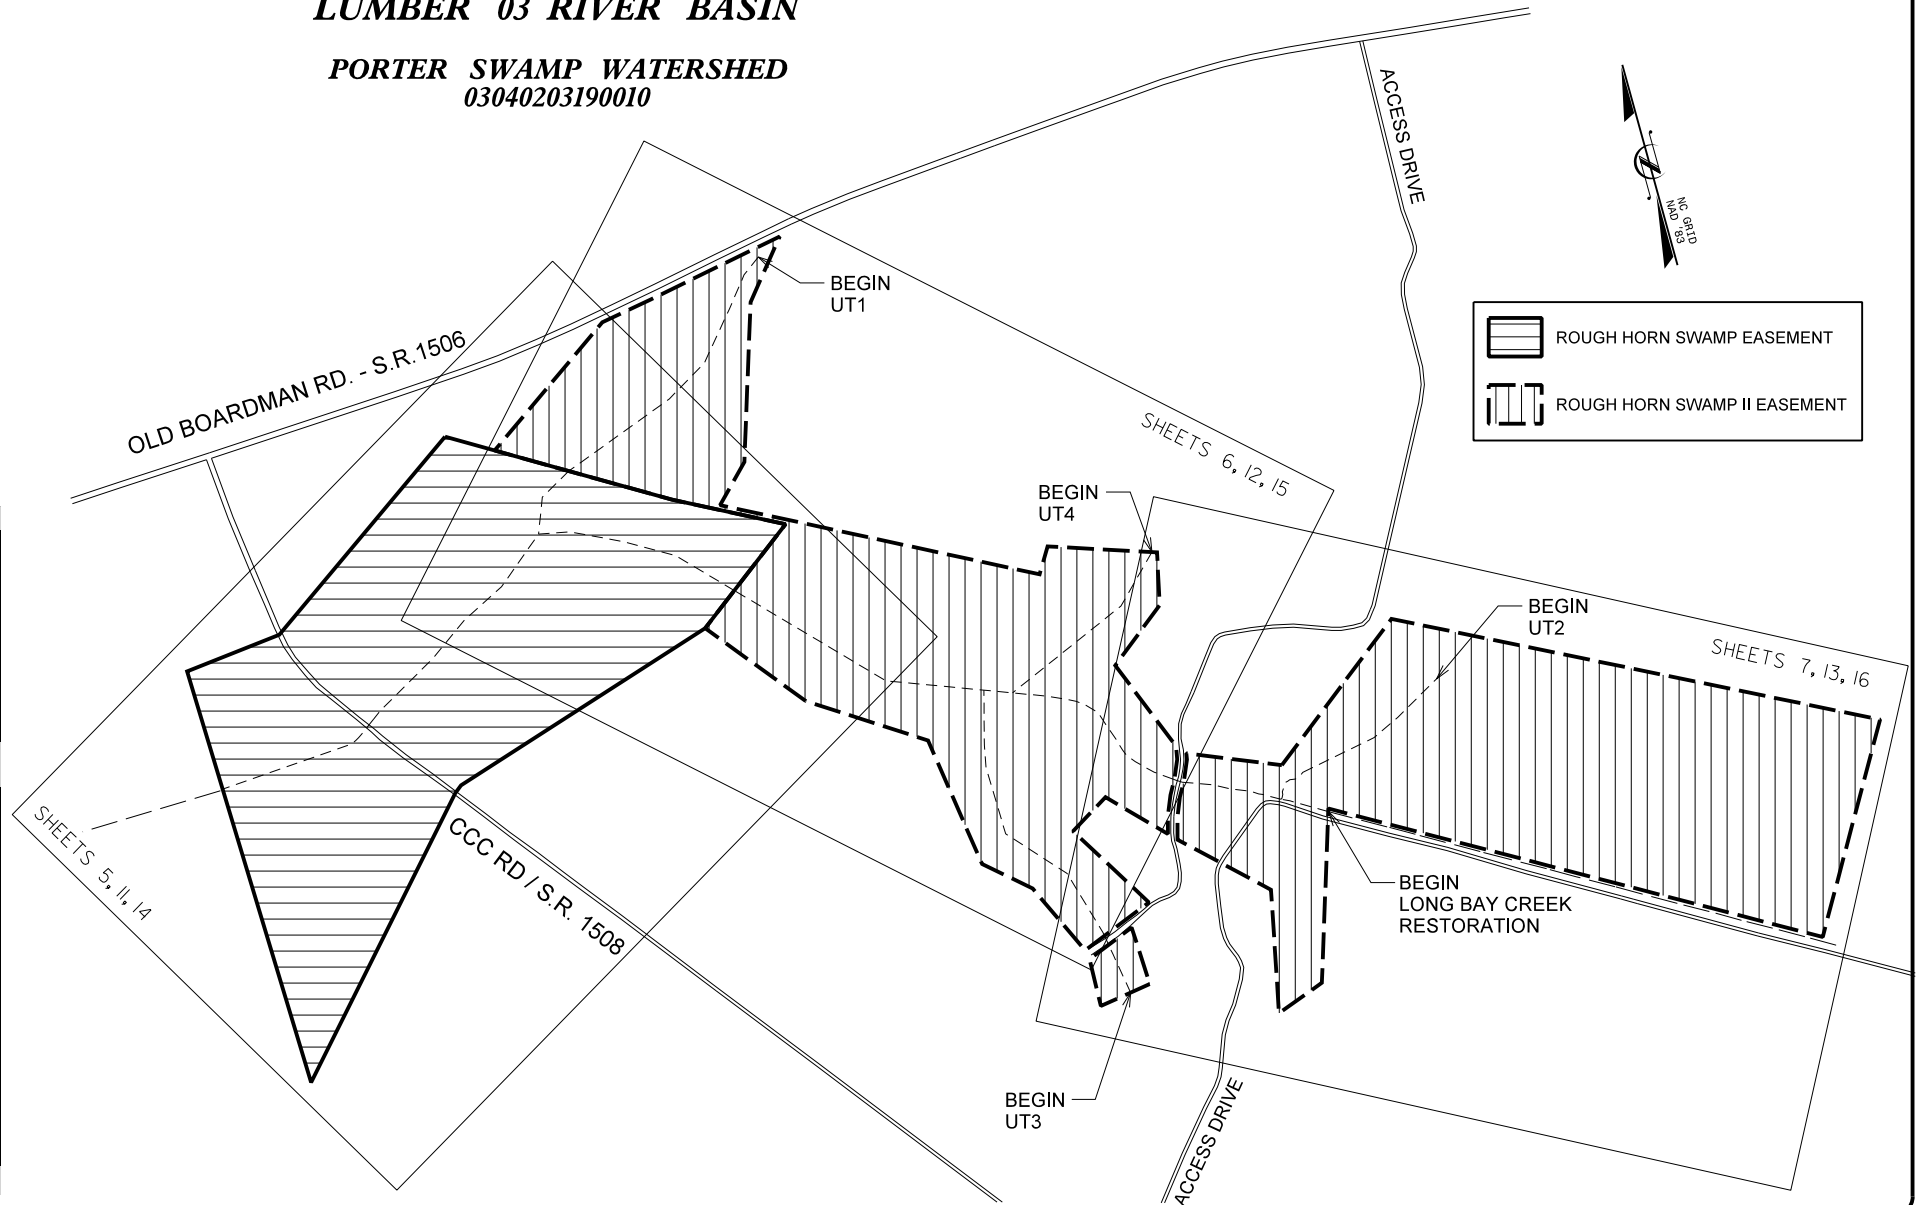 LUMBER 03 RIVER BASIN
PORTER SWAMP WATERSHED
03040203190010
ACCESS DRIVE
NC GRID
NAD '83
BEGIN
UT1
ROUGH HORN SWAMP EASEMENT
ROUGH HORN SWAMP II EASEMENT
OLD BOARDMAN RD. - S.R.1506
SHEETS 6, 12, 15
BEGIN
UT4
BEGIN
UT2
SHEETS 7, 13, 16
SHEETS 5, 11, 14
CCC RD / S.R. 1508
BEGIN
LONG BAY CREEK
RESTORATION
BEGIN
UT3
ACCESS DRIVE